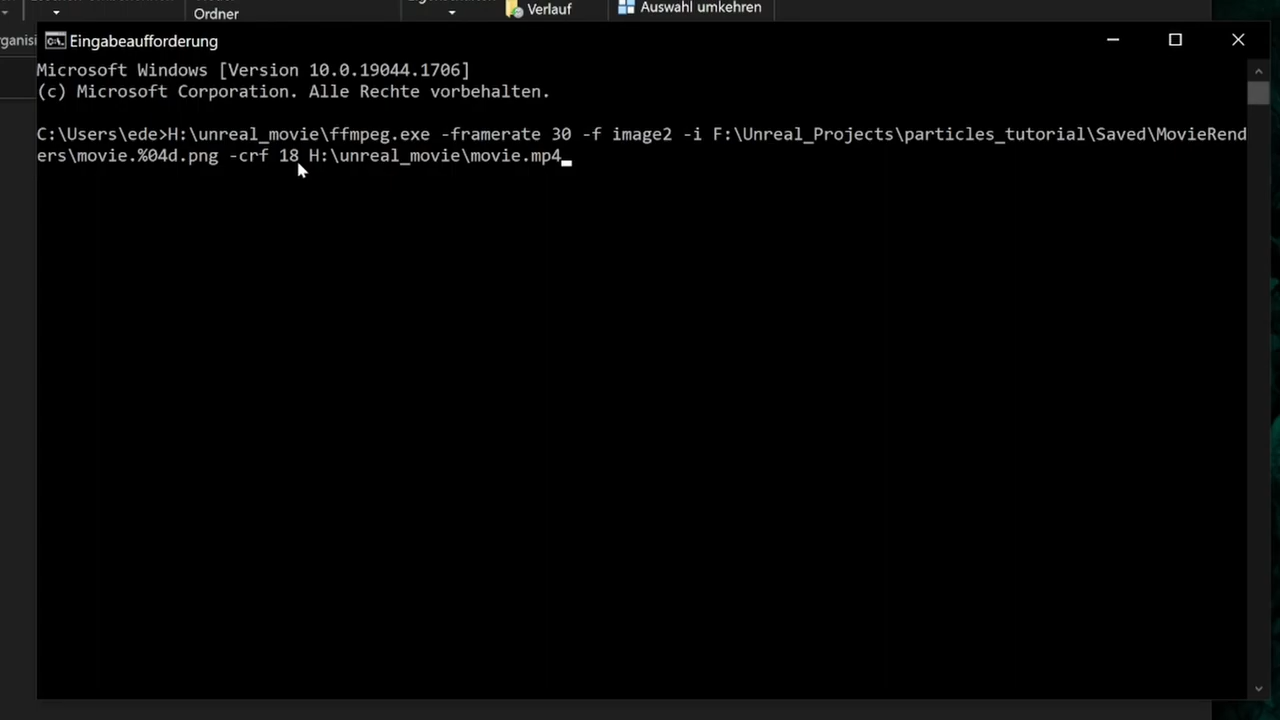 Ordner
Verlauf
Auswahl umkehren
Eingabeaufforderung
Microsoft Windows [Version 10.0.19044.1706]
(c) Microsoft Corporation. Alle Rechte vorbehalten.
C:\Users\ede>H:\unreal_movie\ffmpeg.exe -framerate 30 -f image2 -i F:\Unreal_Projects\particles_tutorial\Saved\MovieRend
ers\movie.%04d.png -crf 18 H:\unreal_movie\movie.mp4